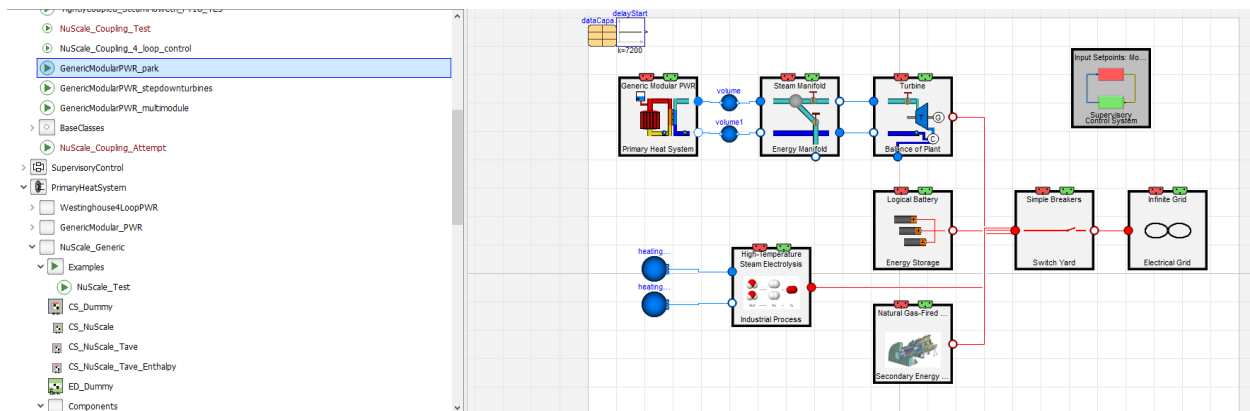 NuScale_Coupling_Test
NuScale_Coupling_4_loop_control
GenericModularPWR_park
GenericModularPWR_stepdownturbines
GenericModularPWR_multimodule
BaseClasses
NuScale_Coupling_Attempt
SupervisoryControl
PrimaryHeatSystem
Westinghouse4LoopPWR
GenericModular_PWR
NuScale_Generic
Examples
NuScale_Test
CS_Dummy
CS_NuScale
CS_NuScale_Tave
CS_NuScale_Tave_Enthalpy
ED_Dummy
Components
delayStart
dataCapa...
k=7200
Generic Modular PWR
Primary Heat System
volume
volume1
Steam Manifold
Energy Manifold
Turbine
T
G
C
Balance of Plant
Input Setpoints: Mo...
Supervisory
Control System
Logical Battery
Energy Storage
Simple Breakers
Switch Yard
Infinite Grid
Electrical Grid
heating...
heating...
High-Temperature
Steam Electrolysis
Industrial Process
Natural Gas-Fired ...
Secondary Energy ...